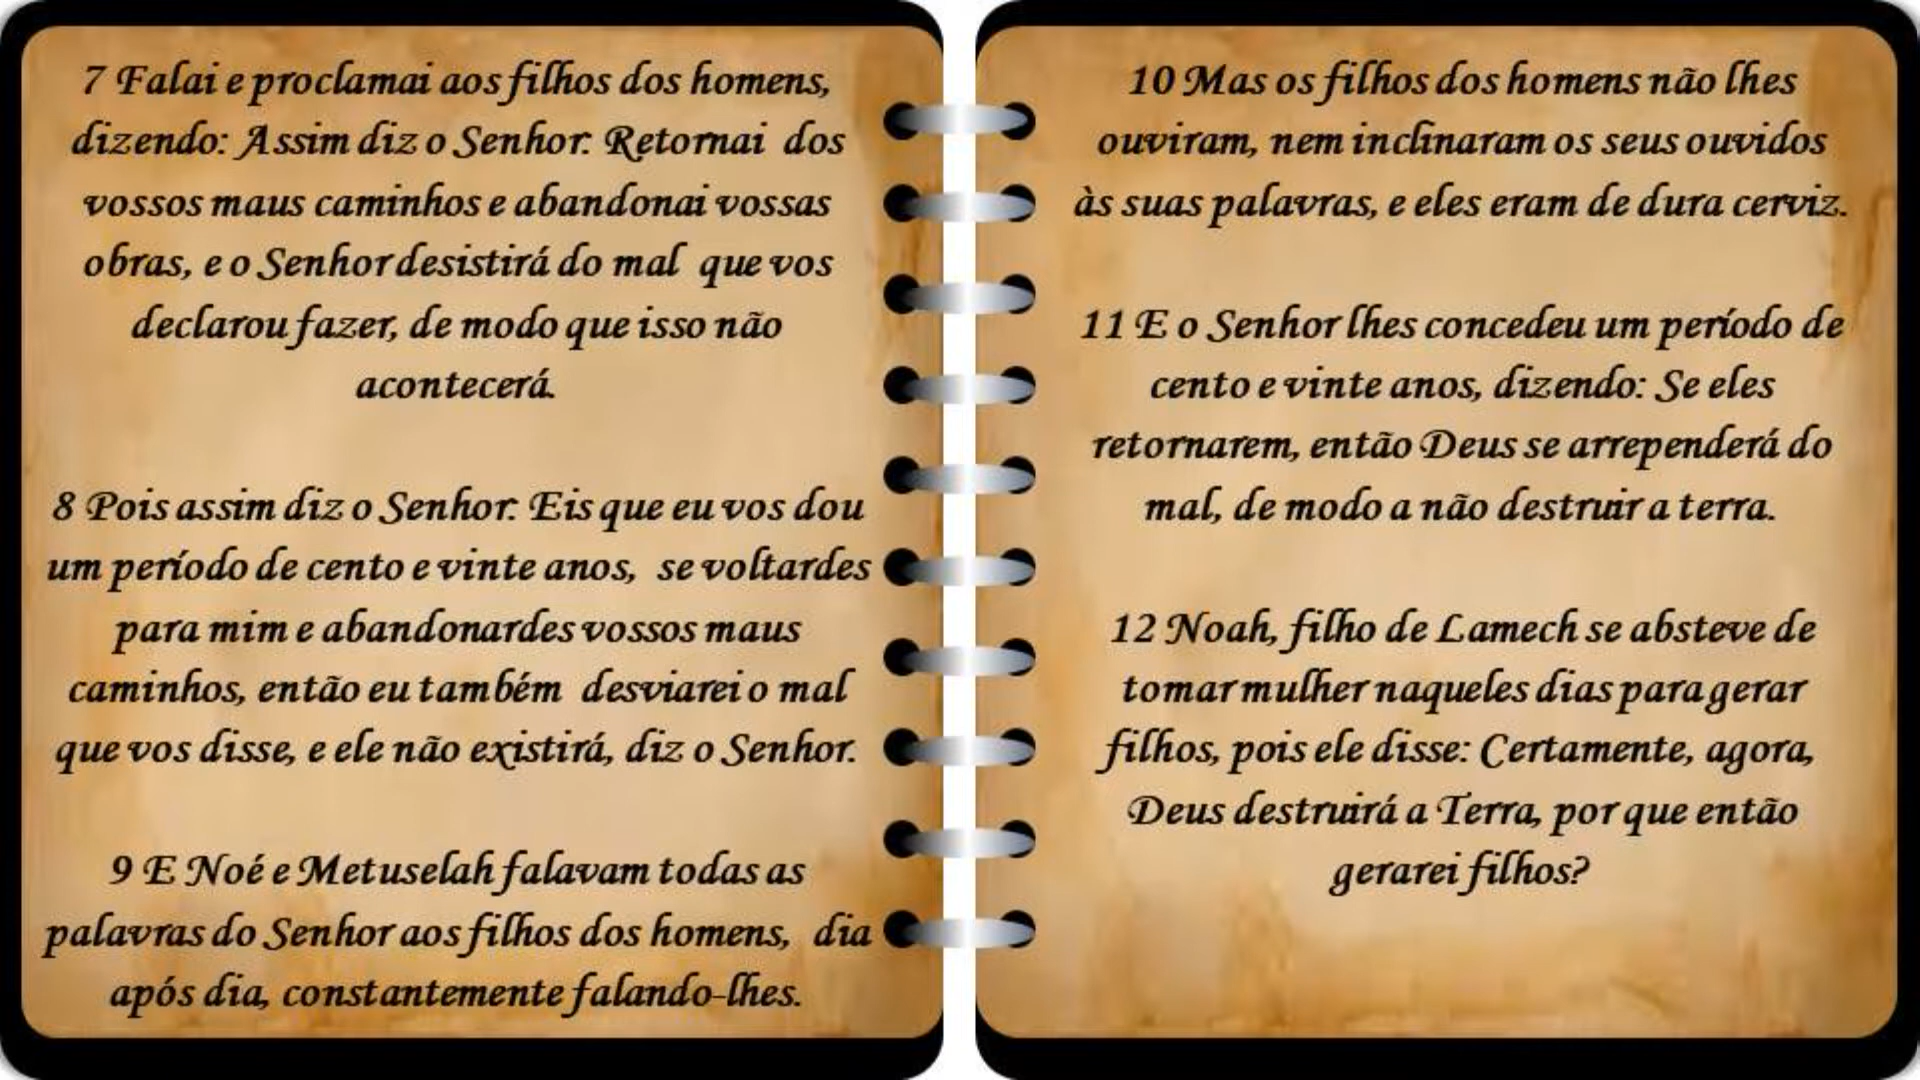 7 Falai e proclamai aos filhos dos homens,
dizendo: Assim diz o Senhor: Retornai dos
vossos maus caminhos e abandonai vossas
obras, e o Senhor desistirá do mal que vos
declarou fazer, de modo que isso não
acontecerá.
8 Pois assim diz o Senhor: Eis que eu vos dou
um período de cento e vinte anos, se voltardes
para mim e abandonardes vossos maus
caminhos, então eu também desviarei o mal
que vos disse, e ele não existirá, diz o Senhor.
9 E Noé e Metuselah falavam todas as
palavras do Senhor aos filhos dos homens, dia
após dia, constantemente falando-lhes.
10 Mas os filhos dos homens não lhes
ouviram, nem inclinaram os seus ouvidos
às suas palavras, e eles eram de dura cerviz.
11 E o Senhor lhes concedeu um período de
cento e vinte anos, dizendo: Se eles
retornarem, então Deus se arrependerá do
mal, de modo a não destruir a terra.
12 Noah, filho de Lamech se absteve de
tomar mulher naqueles dias para gerar
filhos, pois ele disse: Certamente, agora,
Deus destruirá a Terra, por que então
gerarei filhos?